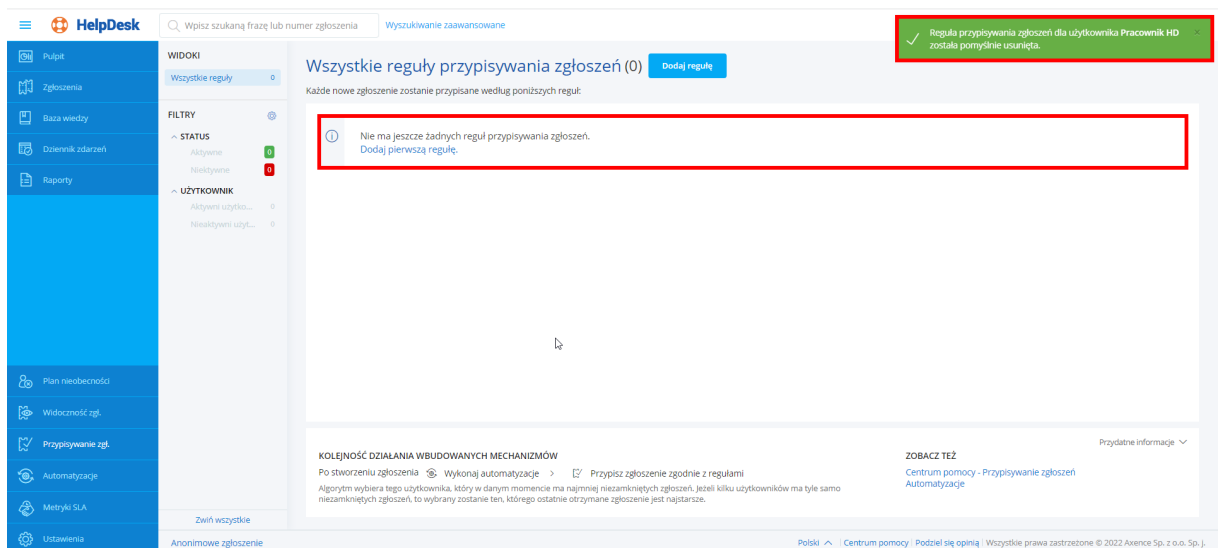 HelpDesk
Wpisz szukaną frazę lub numer zgłoszenia
Wyszukiwanie zaawansowane
Reguła przypisywania zgłoszeń dla użytkownika Pracownik HD
została pomyślnie usunięta.
Pulpit
Zgłoszenia
Baza wiedzy
Dziennik zdarzeń
Raporty
Plan nieobecności
Widoczność zgł.
Przypisywanie zgł.
Automatyzacje
Metryki SLA
Ustawienia
WIDOKI
Wszystkie reguły 0
FILTRY
STATUS
Aktywne 0
Niektywne 0
UŻYTKOWNIK
Aktywni użytko... 0
Nieaktywni użyt... 0
Zwiń wszystkie
Wszystkie reguły przypisywania zgłoszeń (0) Dodaj regułę
Każde nowe zgłoszenie zostanie przypisane według poniższych reguł:
Nie ma jeszcze żadnych reguł przypisywania zgłoszeń.
Dodaj pierwszą regułę.
Przydatne informacje
KOLEJNOŚĆ DZIAŁANIA WBUDOWANYCH MECHANIZMÓW
Po stworzeniu zgłoszenia Wykonaj automatyzacje > Przypisz zgłoszenie zgodnie z regułami
Algorytm wybiera tego użytkownika, który w danym momencie ma najmniej niezamkniętych zgłoszeń. Jeżeli kilku użytkowników ma tyle samo
niezamkniętych zgłoszeń, to wybrany zostanie ten, którego ostatnie otrzymane zgłoszenie jest najstarsze.
ZOBACZ TEŻ
Centrum pomocy - Przypisywanie zgłoszeń
Automatyzacje
Anonimowe zgłoszenie
Polski | Centrum pomocy | Podziel się opinią | Wszystkie prawa zastrzeżone © 2022 Axence Sp. z o.o. Sp. j.